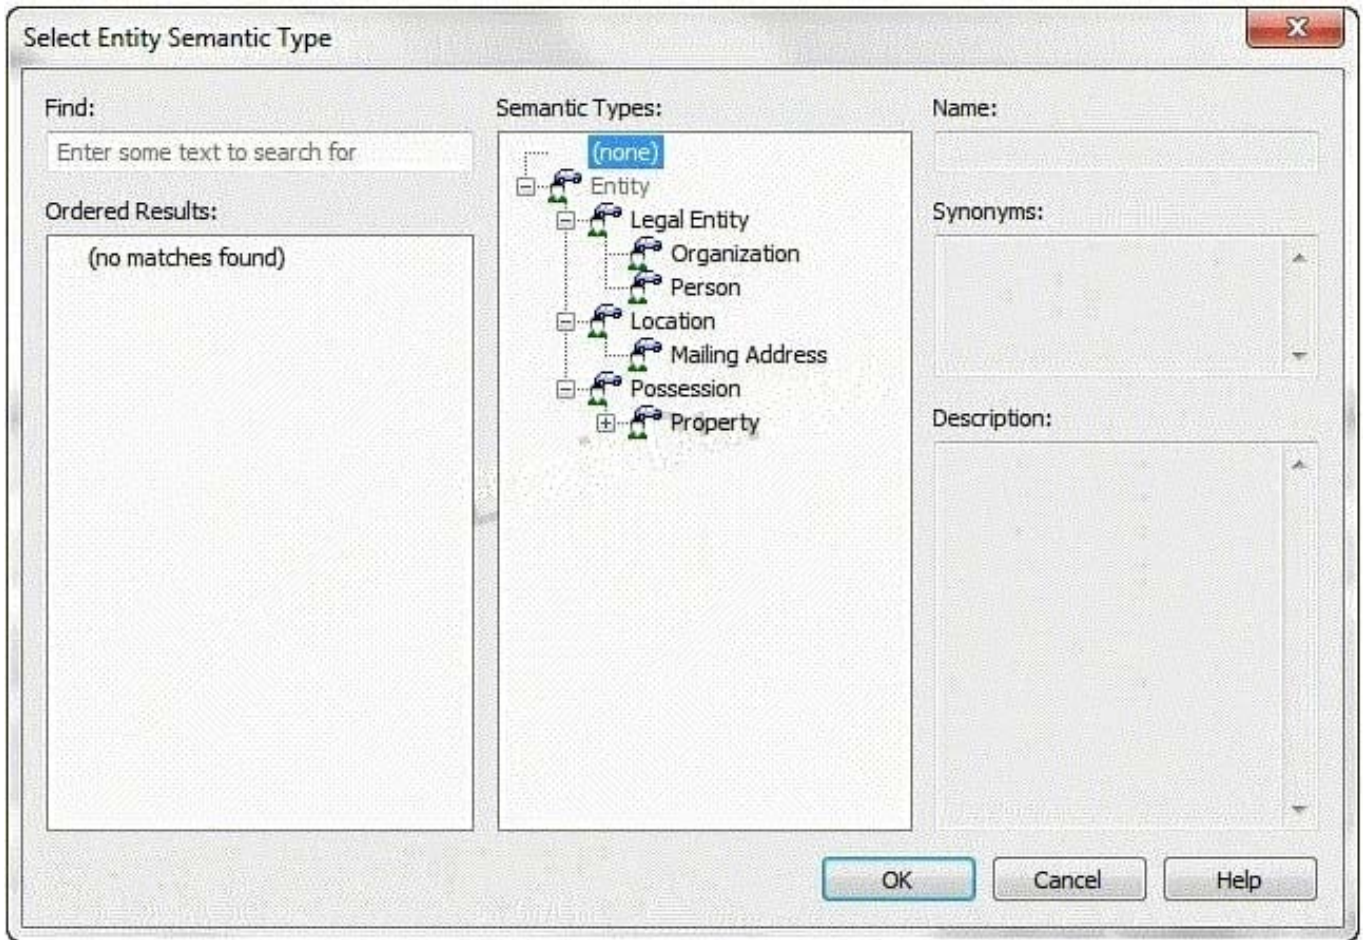 Select Entity Semantic Type
Find:
Enter some text to search for
Ordered Results:
(no matches found)
Semantic Types:
(none)
Entity
Legal Entity
Organization
Person
Location
Mailing Address
Possession
Property
Name:
Synonyms:
Description:
OK
Cancel
Help